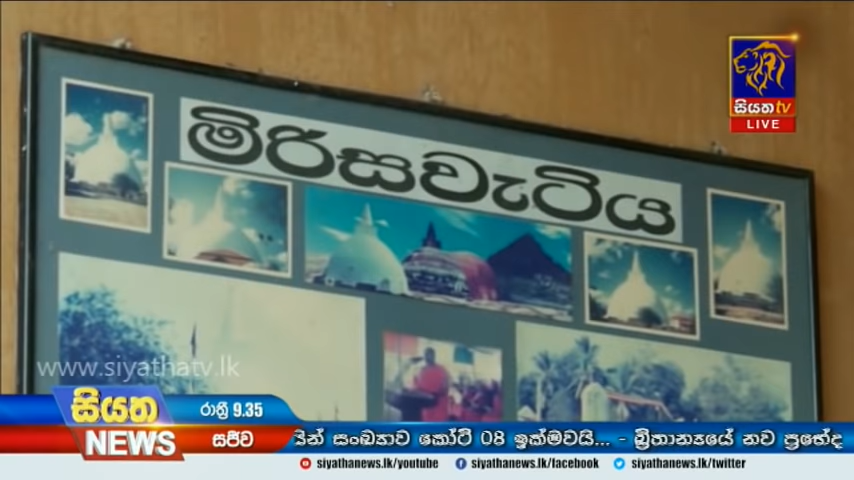 සියත tv
LIVE
මිරිසවැටිය
www.siyathatv.lk
සියත රාත්‍රී 9.35
NEWS සජීව
යින් සංඛ්‍යාව කෝටි 08 ඉක්මවයි... - බ්‍රිතාන්‍යයේ නව ප්‍රභේද
siyathanews.lk/youtube siyathanews.lk/facebook siyathanews.lk/twitter